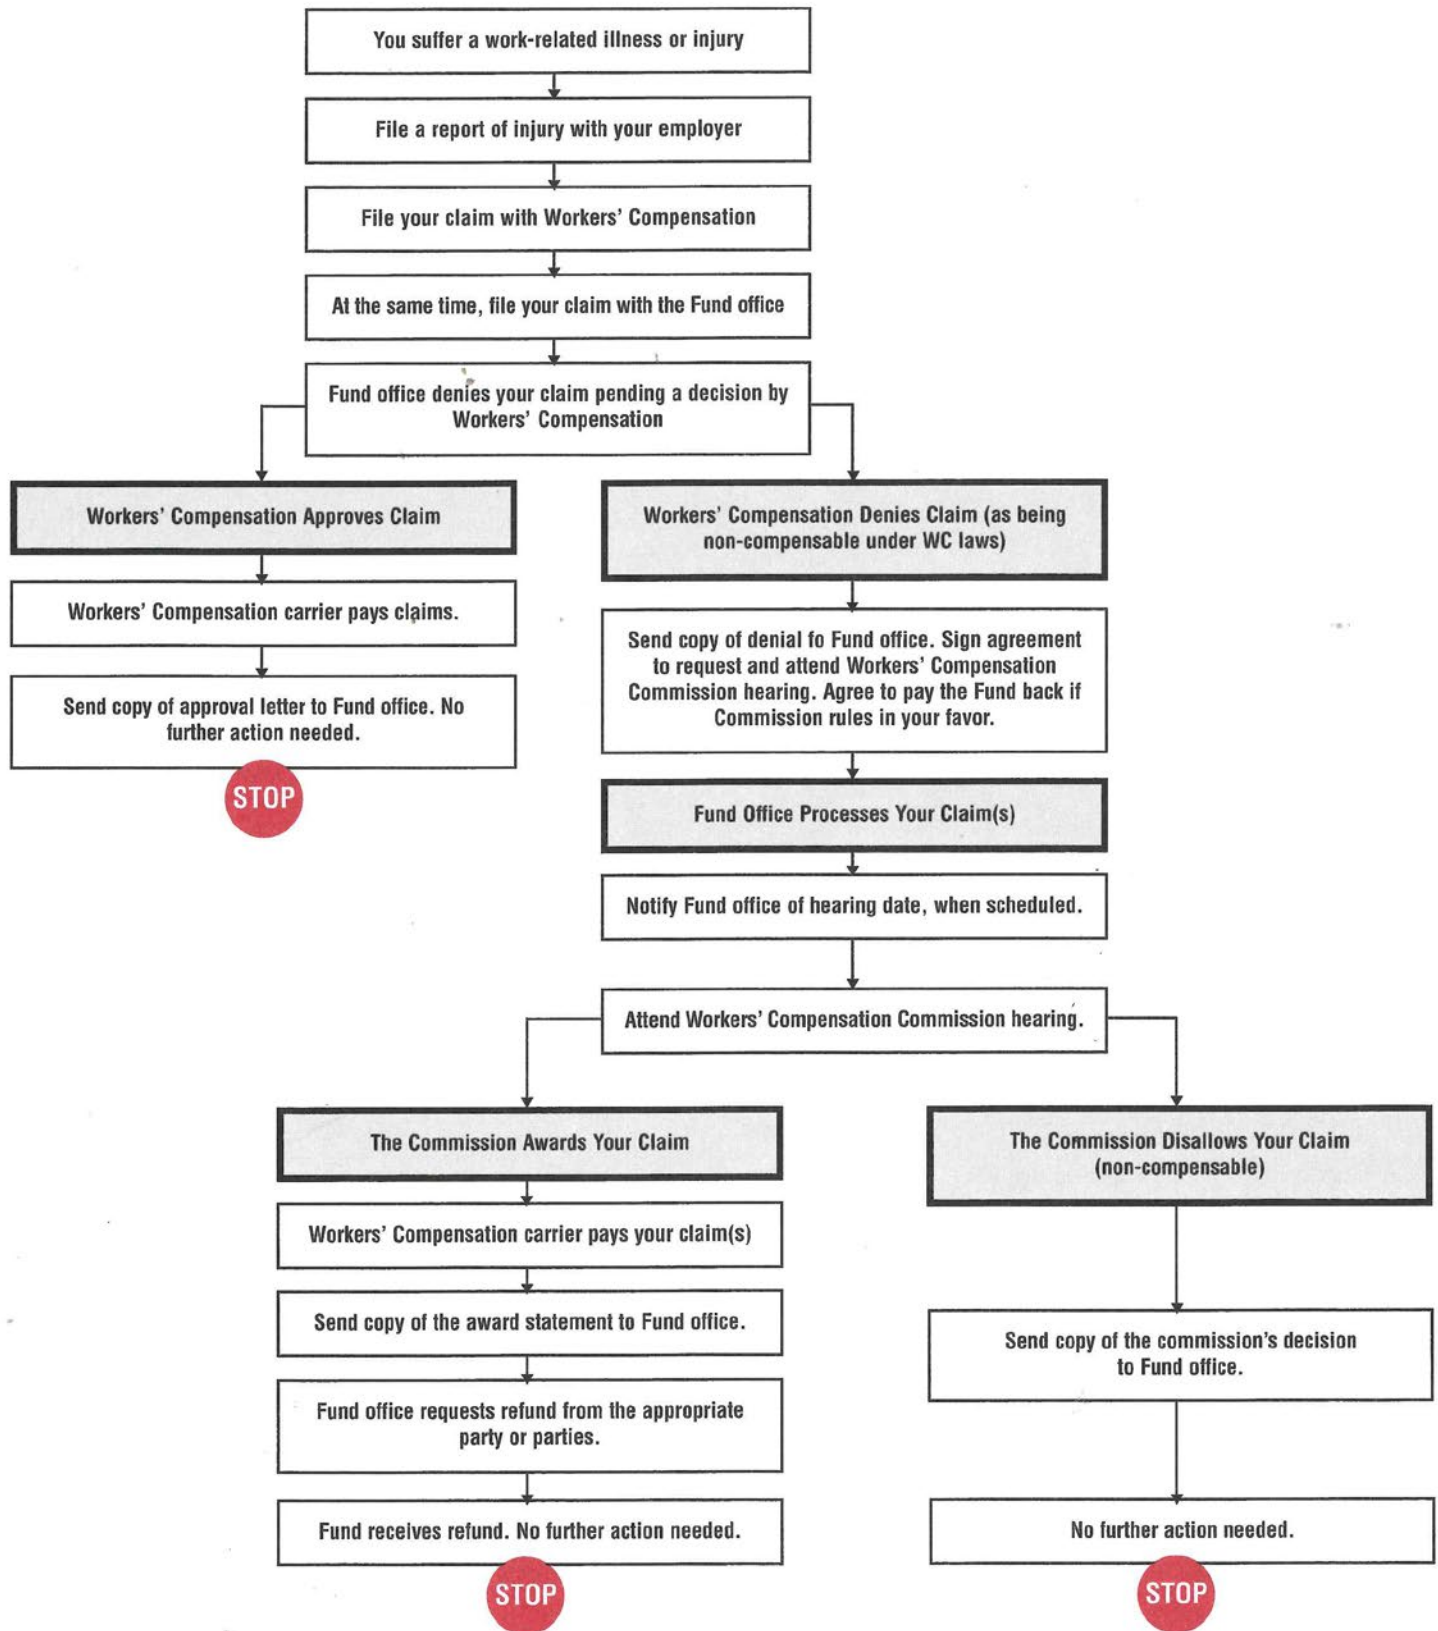 You suffer a work-related illness or injury
File a report of injury with your employer
File your claim with Workers' Compensation
At the same time, file your claim with the Fund office
Fund office denies your claim pending a decision by
Workers' Compensation
Workers' Compensation Approves Claim
Workers' Compensation carrier pays claims.
Send copy of approval letter to Fund office. No
further action needed.
STOP
Workers' Compensation Denies Claim (as being
non-compensable under WC laws)
Send copy of denial fo Fund office. Sign agreement
to request and attend Workers' Compensation
Commission hearing. Agree to pay the Fund back if
Commission rules in your favor.
Fund Office Processes Your Claim(s)
Notify Fund office of hearing date, when scheduled.
Attend Workers' Compensation Commission hearing.
The Commission Awards Your Claim
Workers' Compensation carrier pays your claim(s)
Send copy of the award statement to Fund office.
Fund office requests refund from the appropriate
party or parties.
Fund receives refund. No further action needed.
STOP
The Commission Disallows Your Claim
(non-compensable)
Send copy of the commission's decision
to Fund office.
No further action needed.
STOP